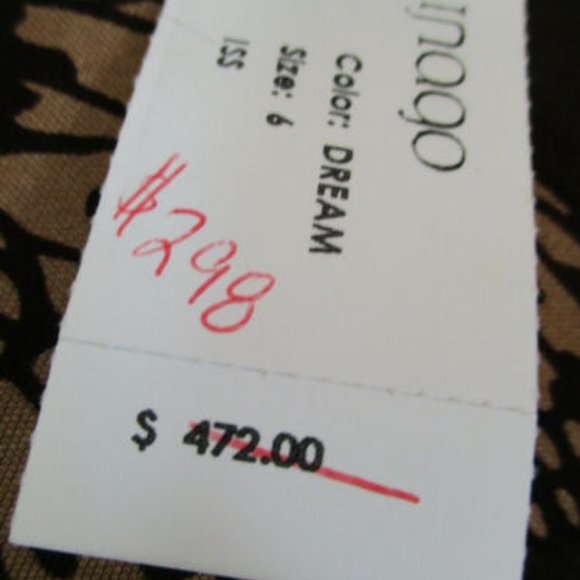 Color: DREAM
Size: 6
ISS
$298
$ 472.00